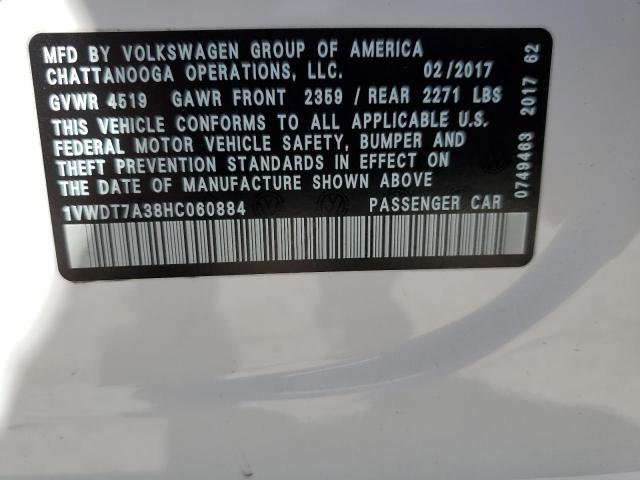 MFD BY VOLKSWAGEN GROUP OF AMERICA
CHATTANOOGA OPERATIONS, LLC. 02/2017
GVWR 4519 GAWR FRONT 2359 / REAR 2271 LBS
THIS VEHICLE CONFORMS TO ALL APPLICABLE U.S.
FEDERAL MOTOR VEHICLE SAFETY, BUMPER AND
THEFT PREVENTION STANDARDS IN EFFECT ON
THE DATE OF MANUFACTURE SHOWN ABOVE
1VWDT7A38HC060884 PASSENGER CAR
0749463 2017 62